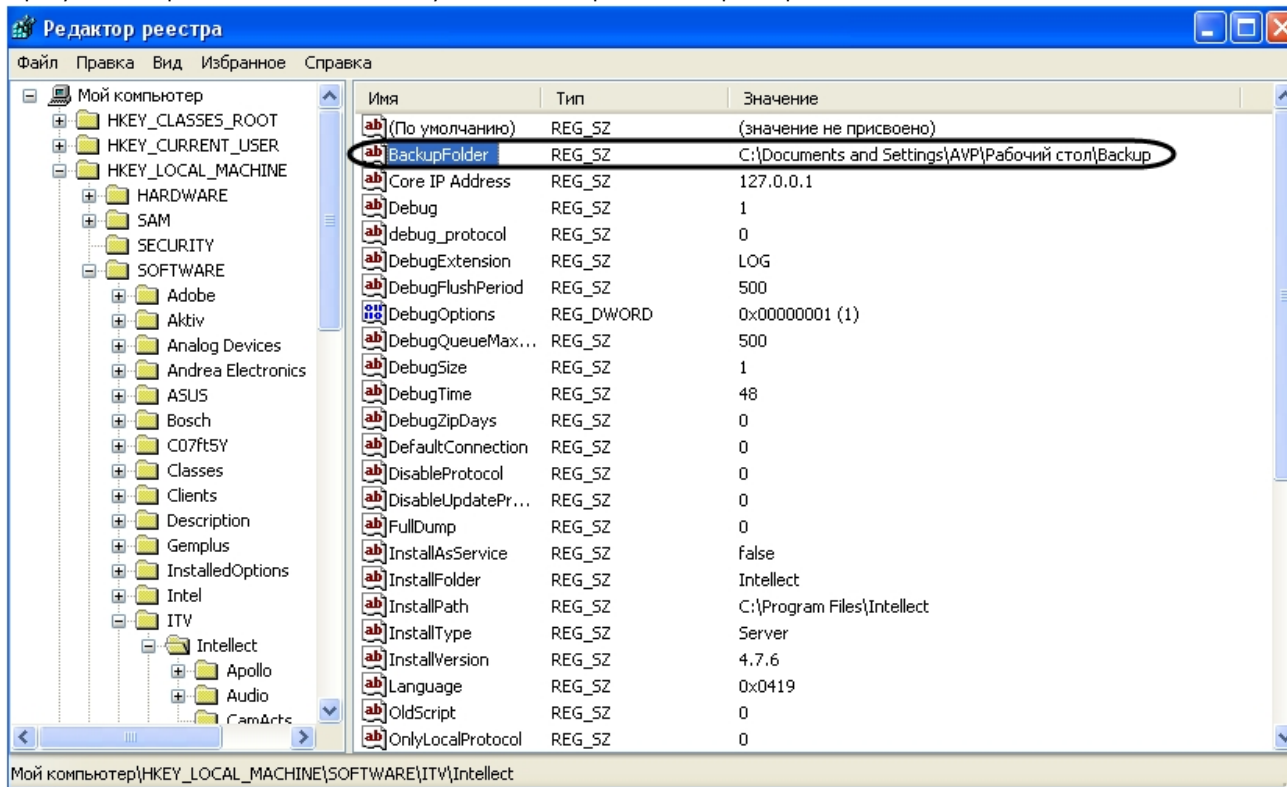 Редактор реестра
Файл Правка Вид Избранное Справка
Мой компьютер
HKEY_CLASSES_ROOT
HKEY_CURRENT_USER
HKEY_LOCAL_MACHINE
HARDWARE
SAM
SECURITY
SOFTWARE
Adobe
Aktiv
Analog Devices
Andrea Electronics
ASUS
Bosch
C07ft5Y
Classes
Clients
Description
Gemplus
InstalledOptions
Intel
ITV
Intellect
Apollo
Audio
CamActs
Имя Тип Значение
(По умолчанию) REG_SZ (значение не присвоено)
BackupFolder REG_SZ C:\Documents and Settings\AVP\Рабочий стол\Backup
Core IP Address REG_SZ 127.0.0.1
Debug REG_SZ 1
debug_protocol REG_SZ 0
DebugExtension REG_SZ LOG
DebugFlushPeriod REG_SZ 500
DebugOptions REG_DWORD 0x00000001 (1)
DebugQueueMax... REG_SZ 500
DebugSize REG_SZ 1
DebugTime REG_SZ 48
DebugZipDays REG_SZ 0
DefaultConnection REG_SZ 0
DisableProtocol REG_SZ 0
DisableUpdatePr... REG_SZ 0
FullDump REG_SZ 0
InstallAsService REG_SZ false
InstallFolder REG_SZ Intellect
InstallPath REG_SZ C:\Program Files\Intellect
InstallType REG_SZ Server
InstallVersion REG_SZ 4.7.6
Language REG_SZ 0x0419
OldScript REG_SZ 0
OnlyLocalProtocol REG_SZ 0
Мой компьютер\HKEY_LOCAL_MACHINE\SOFTWARE\ITV\Intellect